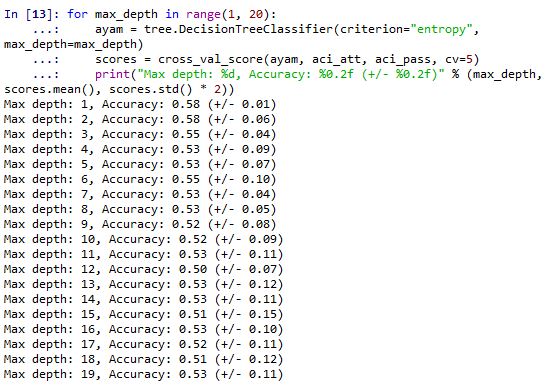 In [13]: for max_depth in range(1, 20):
    ...:     ayam = tree.DecisionTreeClassifier(criterion="entropy",
max_depth=max_depth)
    ...:     scores = cross_val_score(ayam, aci_att, aci_pass, cv=5)
    ...:     print("Max depth: %d, Accuracy: %0.2f (+/- %0.2f)" % (max_depth,
scores.mean(), scores.std() * 2))
Max depth: 1, Accuracy: 0.58 (+/- 0.01)
Max depth: 2, Accuracy: 0.58 (+/- 0.06)
Max depth: 3, Accuracy: 0.55 (+/- 0.04)
Max depth: 4, Accuracy: 0.53 (+/- 0.09)
Max depth: 5, Accuracy: 0.53 (+/- 0.07)
Max depth: 6, Accuracy: 0.55 (+/- 0.10)
Max depth: 7, Accuracy: 0.53 (+/- 0.04)
Max depth: 8, Accuracy: 0.53 (+/- 0.05)
Max depth: 9, Accuracy: 0.52 (+/- 0.08)
Max depth: 10, Accuracy: 0.52 (+/- 0.09)
Max depth: 11, Accuracy: 0.53 (+/- 0.11)
Max depth: 12, Accuracy: 0.50 (+/- 0.07)
Max depth: 13, Accuracy: 0.53 (+/- 0.12)
Max depth: 14, Accuracy: 0.53 (+/- 0.11)
Max depth: 15, Accuracy: 0.51 (+/- 0.15)
Max depth: 16, Accuracy: 0.53 (+/- 0.10)
Max depth: 17, Accuracy: 0.52 (+/- 0.11)
Max depth: 18, Accuracy: 0.51 (+/- 0.12)
Max depth: 19, Accuracy: 0.53 (+/- 0.11)